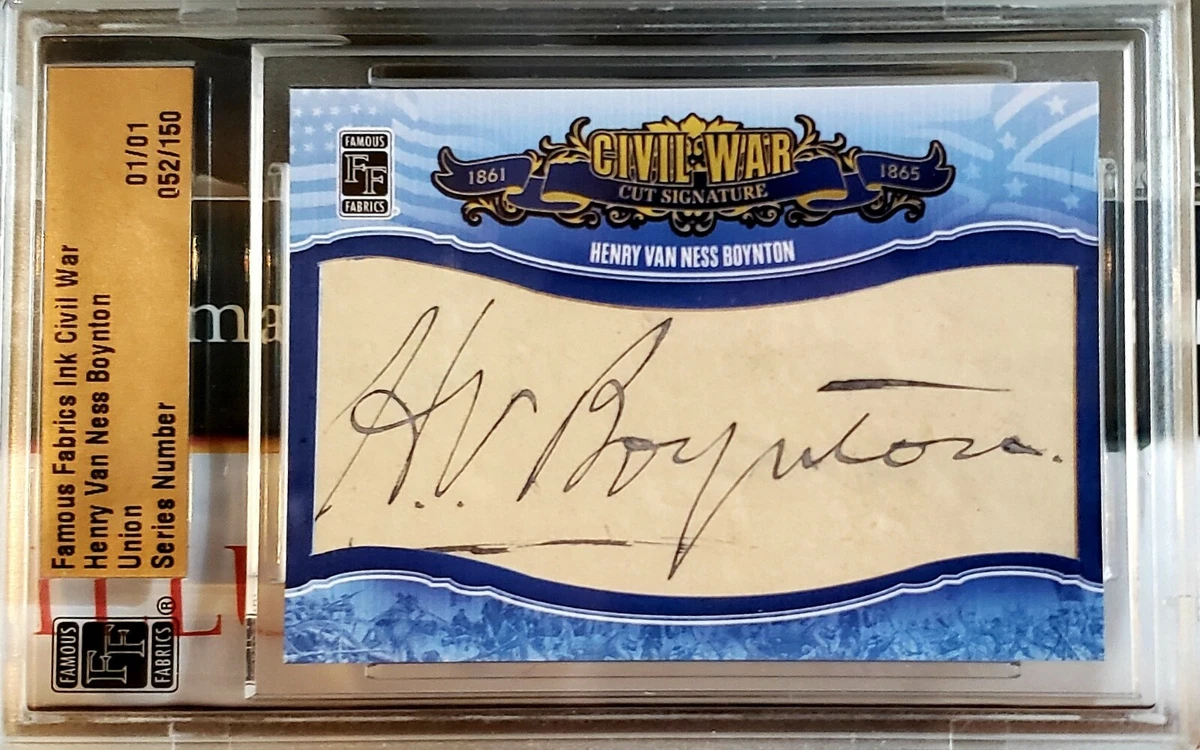 Famous Fabrics Ink Civil War 01/01
Henry Van Ness Boynton 052/150
Union
Series Number
FAMOUS
FF
FABRICS ®
ma
FAMOUS
FF
FABRICS
1861 CIVIL WAR 1865
CUT SIGNATURE
HENRY VAN NESS BOYNTON
H.V. Boynton.